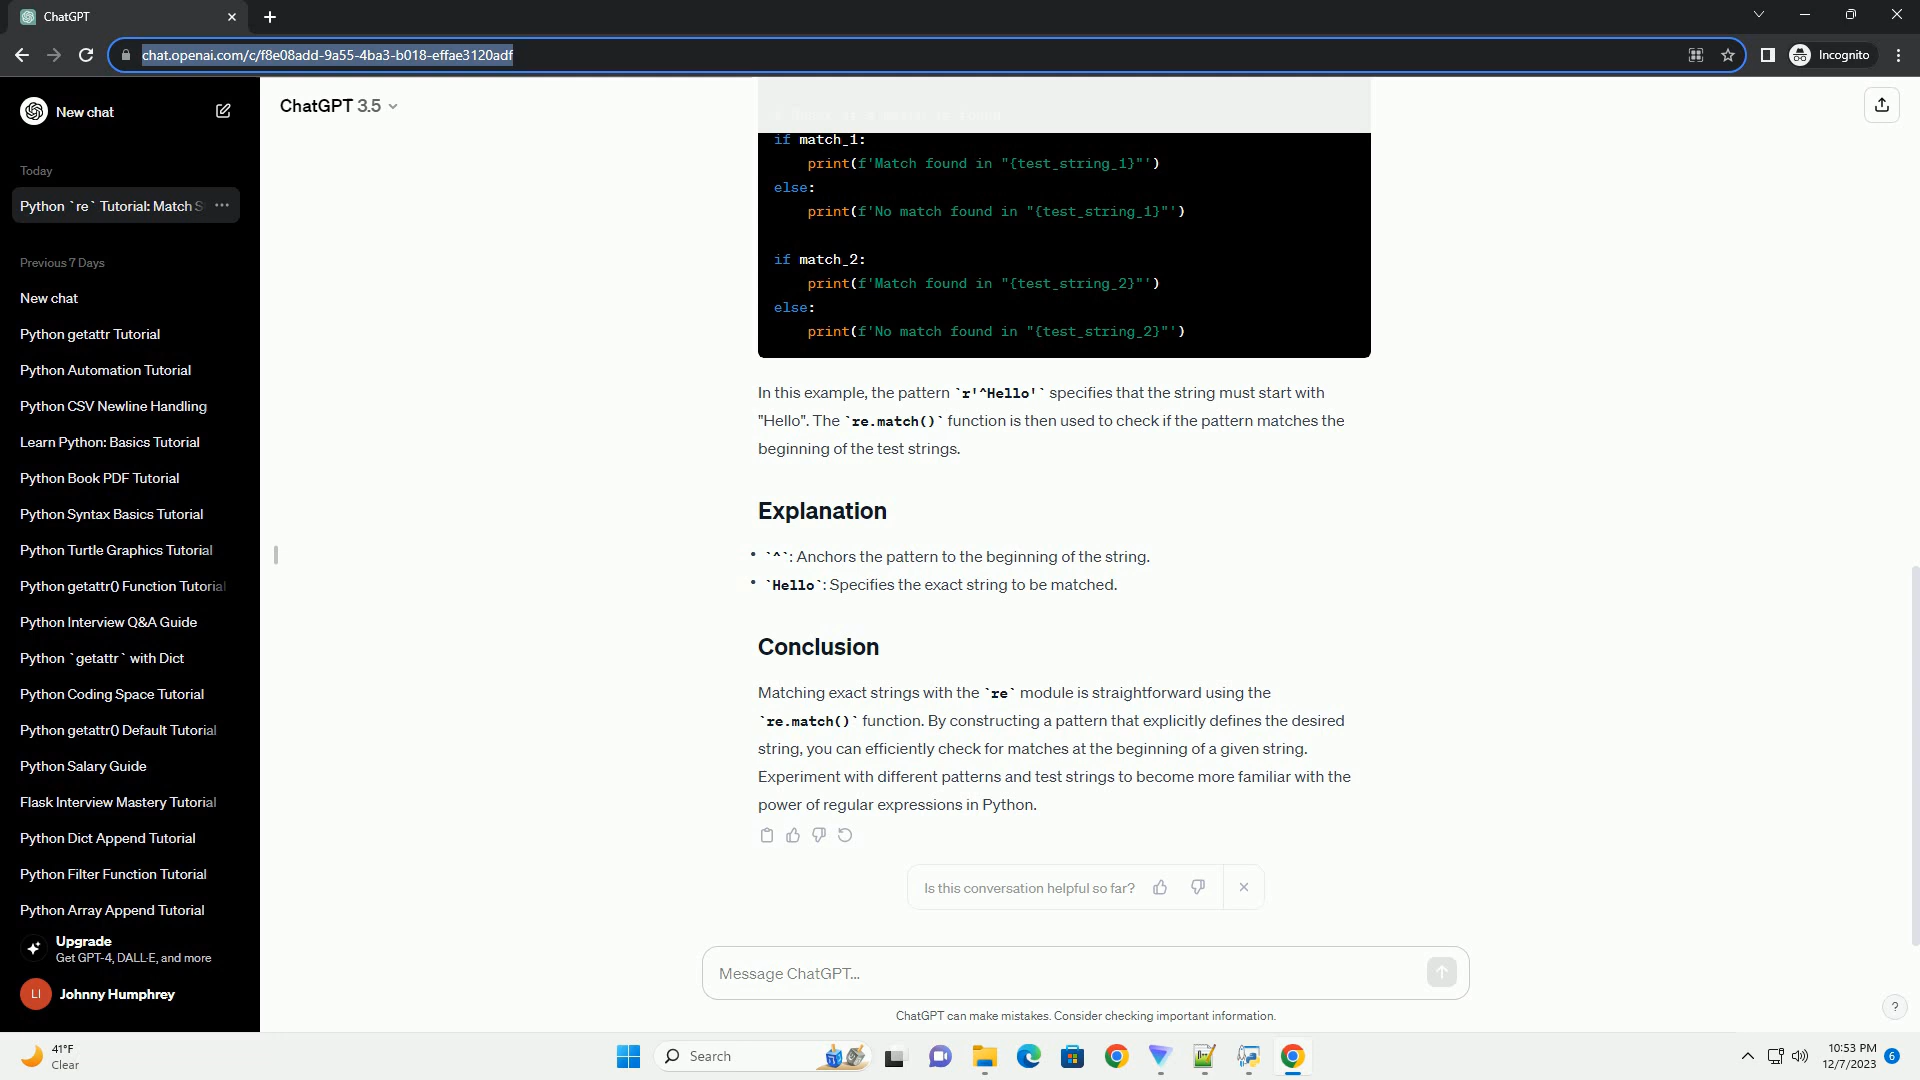 ChatGPT
chat.openai.com/c/f8e08add-9a55-4ba3-b018-effae3120adf
Incognito
New chat
Today
Python `re` Tutorial: Match S
Previous 7 Days
New chat
Python getattr Tutorial
Python Automation Tutorial
Python CSV Newline Handling
Learn Python: Basics Tutorial
Python Book PDF Tutorial
Python Syntax Basics Tutorial
Python Turtle Graphics Tutorial
Python getattr() Function Tutorial
Python Interview Q&A Guide
Python `getattr` with Dict
Python Coding Space Tutorial
Python getattr() Default Tutorial
Python Salary Guide
Flask Interview Mastery Tutorial
Python Dict Append Tutorial
Python Filter Function Tutorial
Python Array Append Tutorial
Upgrade
Get GPT-4, DALL·E, and more
LI
Johnny Humphrey
ChatGPT 3.5
if match_1:
print(f'Match found in "{test_string_1}"')
else:
print(f'No match found in "{test_string_1}"')
if match_2:
print(f'Match found in "{test_string_2}"')
else:
print(f'No match found in "{test_string_2}"')
In this example, the pattern `r'^Hello'` specifies that the string must start with
"Hello". The `re.match()` function is then used to check if the pattern matches the
beginning of the test strings.
Explanation
• `^`: Anchors the pattern to the beginning of the string.
• `Hello`: Specifies the exact string to be matched.
Conclusion
Matching exact strings with the `re` module is straightforward using the
`re.match()` function. By constructing a pattern that explicitly defines the desired
string, you can efficiently check for matches at the beginning of a given string.
Experiment with different patterns and test strings to become more familiar with the
power of regular expressions in Python.
Is this conversation helpful so far?
Message ChatGPT...
ChatGPT can make mistakes. Consider checking important information.
?
41°F
Clear
Search
10:53 PM
12/7/2023
6